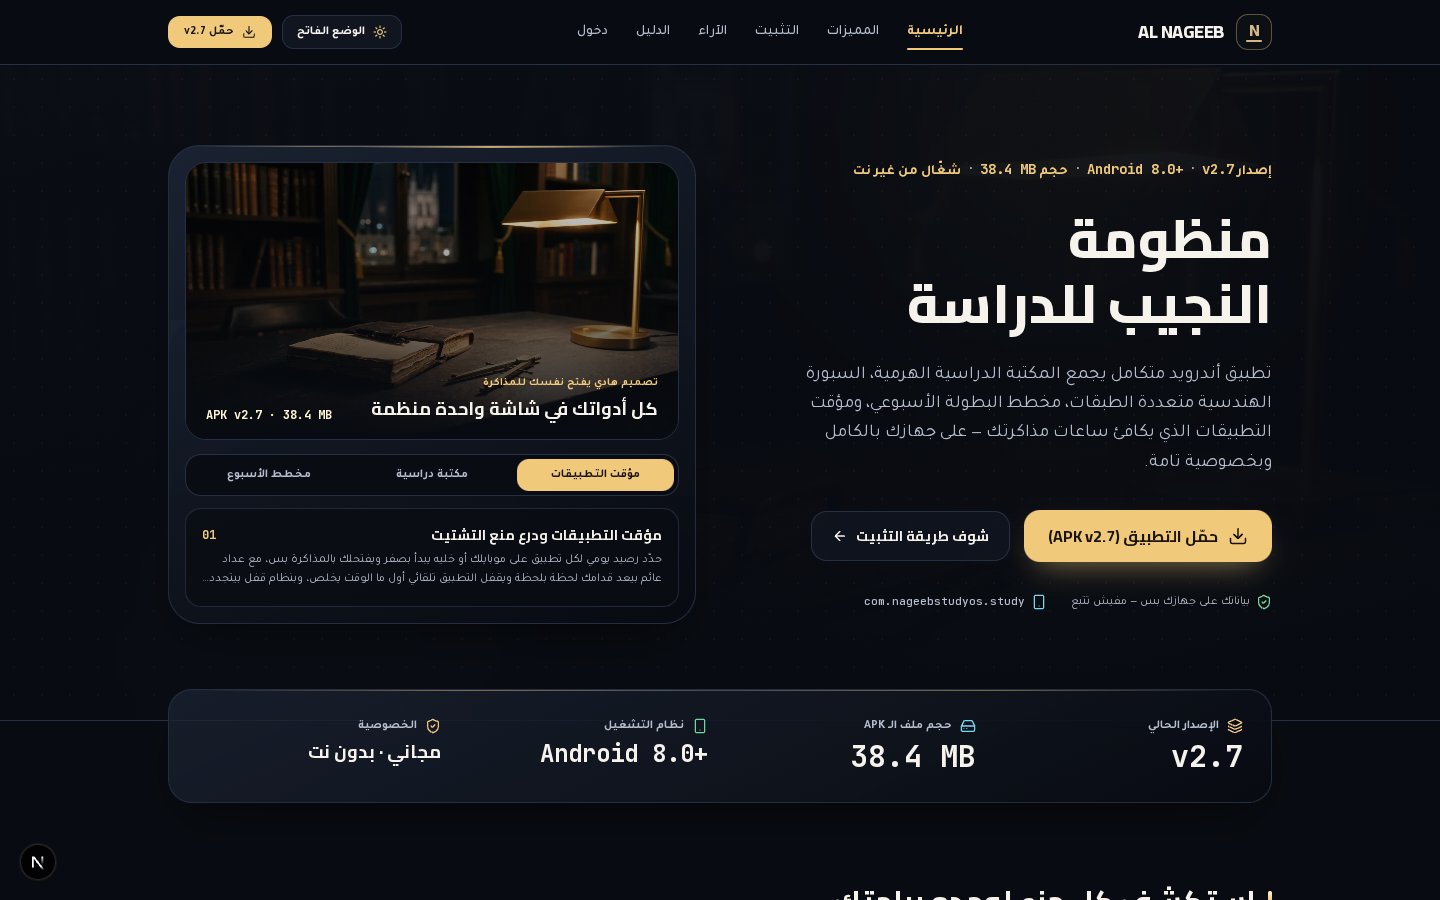 N
AL NAGEEB
الرئيسية
المميزات
التثبيت
الآراء
الدليل
دخول
الوضع الفاتح
حمّل v2.7
إصدار v2.7 · Android 8.0+ · حجم 38.4 MB · شغّال من غير نت
منظومة
النجيب للدراسة
تطبيق أندرويد متكامل يجمع المكتبة الدراسية الهرمية، السبورة
الهندسية متعددة الطبقات، مخطط البطولة الأسبوعي، ومؤقت
التطبيقات الذي يكافئ ساعات مذاكرتك — على جهازك بالكامل
وبخصوصية تامة.
حمّل التطبيق (APK v2.7)
شوف طريقة التثبيت
بياناتك على جهازك بس — مفيش تتبع
com.nageebstudyos.study
تصميم هادي يفتح نفسك للمذاكرة
كل أدواتك في شاشة واحدة منظمة
APK v2.7 · 38.4 MB
مؤقت التطبيقات
مكتبة دراسية
مخطط الأسبوع
مؤقت التطبيقات ودرع منع التشتيت
01
حدّد رصيد يومي لكل تطبيق على موبايلك أو خليه يبدأ بصفر ويفتحلك بالمذاكرة بس، مع عداد
عائم بيعد قدامك لحظة بلحظة ويقفل التطبيق تلقائي أول ما الوقت يخلص، وبنظام قفل بيتجدد...
الإصدار الحالي
v2.7
حجم ملف الـ APK
38.4 MB
نظام التشغيل
Android 8.0+
الخصوصية
مجاني · بدون نت
N